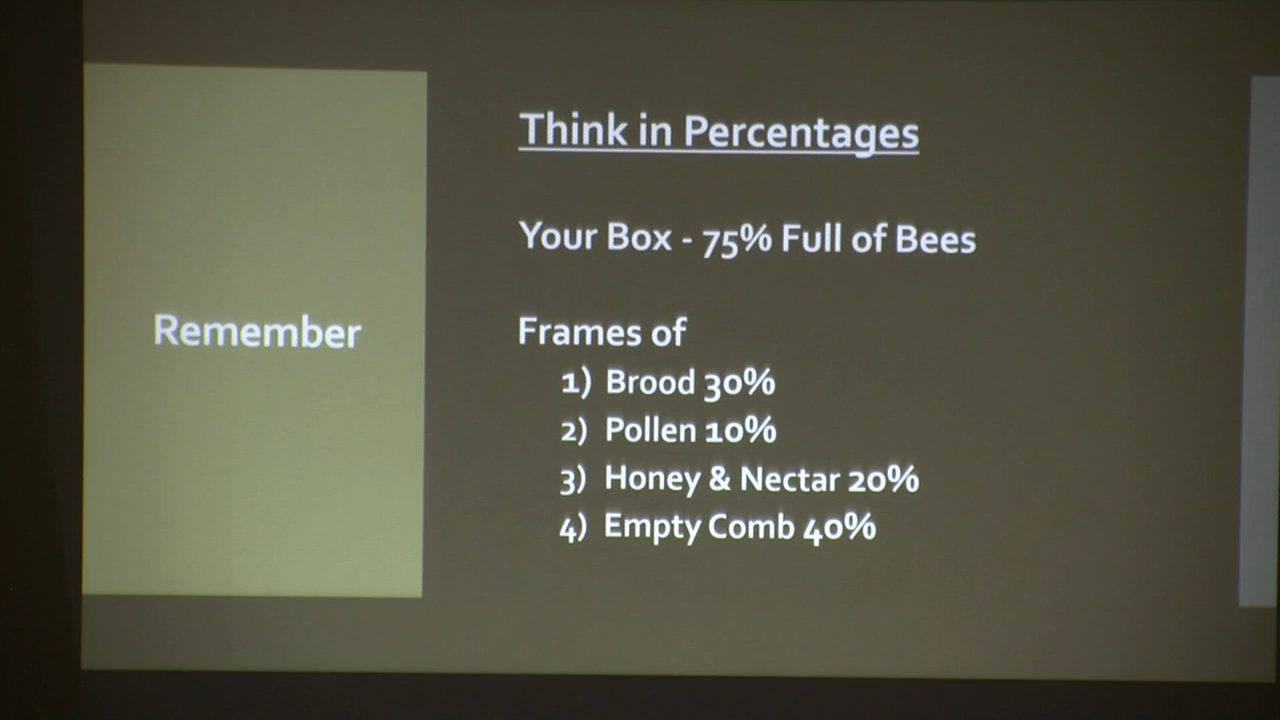 Remember
Think in Percentages
Your Box - 75% Full of Bees
Frames of
1) Brood 30%
2) Pollen 10%
3) Honey & Nectar 20%
4) Empty Comb 40%